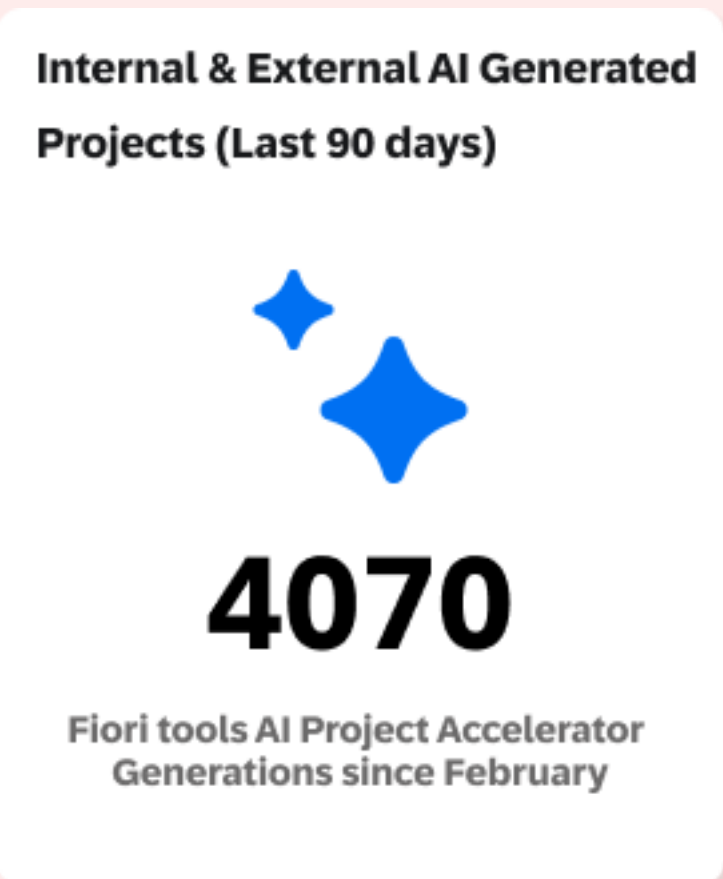 Internal & External AI Generated
Projects (Last 90 days)
4070
Fiori tools AI Project Accelerator
Generations since February